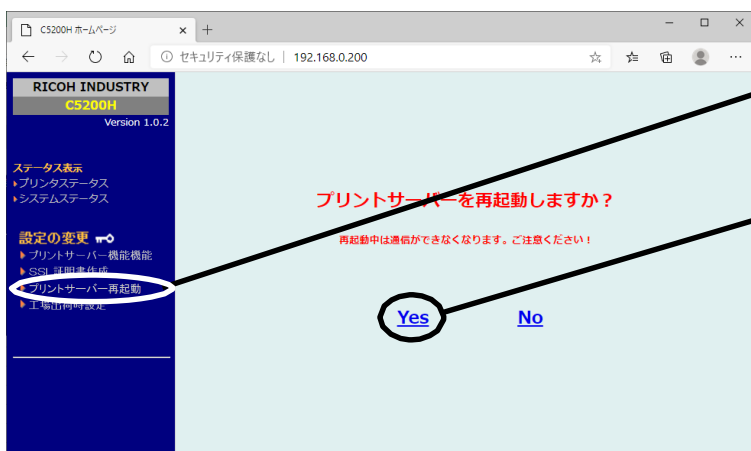 C5200H ホームページ
セキュリティ保護なし | 192.168.0.200
RICOH INDUSTRY
C5200H
Version 1.0.2
ステータス表示
プリンタステータス
システムステータス
設定の変更
プリントサーバー機能機能
SSL証明書作成
プリントサーバー再起動
工場出荷時設定
プリントサーバーを再起動しますか？
再起動中は通信ができなくなります。ご注意ください！
Yes No